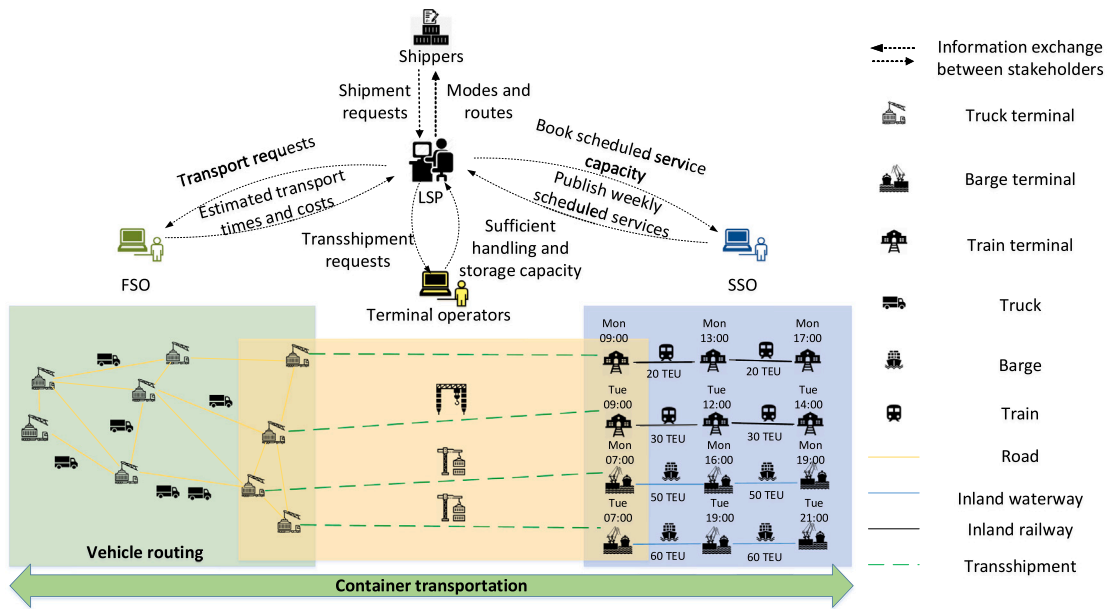 Shippers
Shipment
requests
Modes and
routes
Transport requests
Estimated transport
times and costs
LSP
Book scheduled service
capacity
Publish weekly
scheduled services
Transshipment
requests
Sufficient
handling and
storage capacity
FSO
Terminal operators
SSO
Mon
09:00
Mon
13:00
Mon
17:00
20 TEU
20 TEU
Tue
09:00
Tue
12:00
Tue
14:00
30 TEU
30 TEU
Mon
07:00
Mon
16:00
Mon
19:00
50 TEU
50 TEU
Tue
07:00
Tue
19:00
Tue
21:00
60 TEU
60 TEU
Vehicle routing
Container transportation
Information exchange
between stakeholders
Truck terminal
Barge terminal
Train terminal
Truck
Barge
Train
Road
Inland waterway
Inland railway
Transshipment